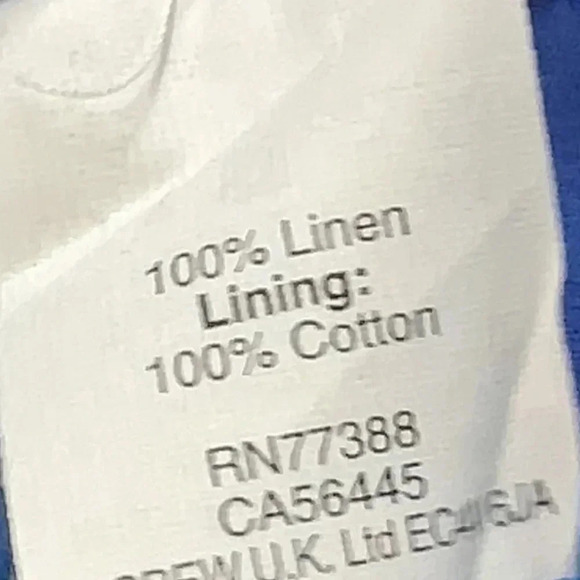 100% Linen
Lining:
100% Cotton
RN77388
CA56445
U.K. Ltd